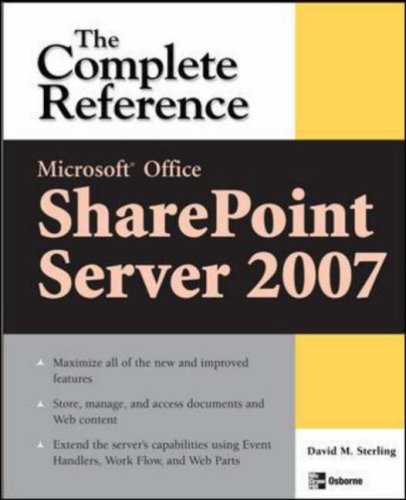 The
Complete
Reference
Microsoft® Office
SharePoint
Server 2007
Maximize all of the new and improved
features
Store, manage, and access documents and
Web content
Extend the server's capabilities using Event
Handlers, Work Flow, and Web Parts
David M. Sterling
Osborne